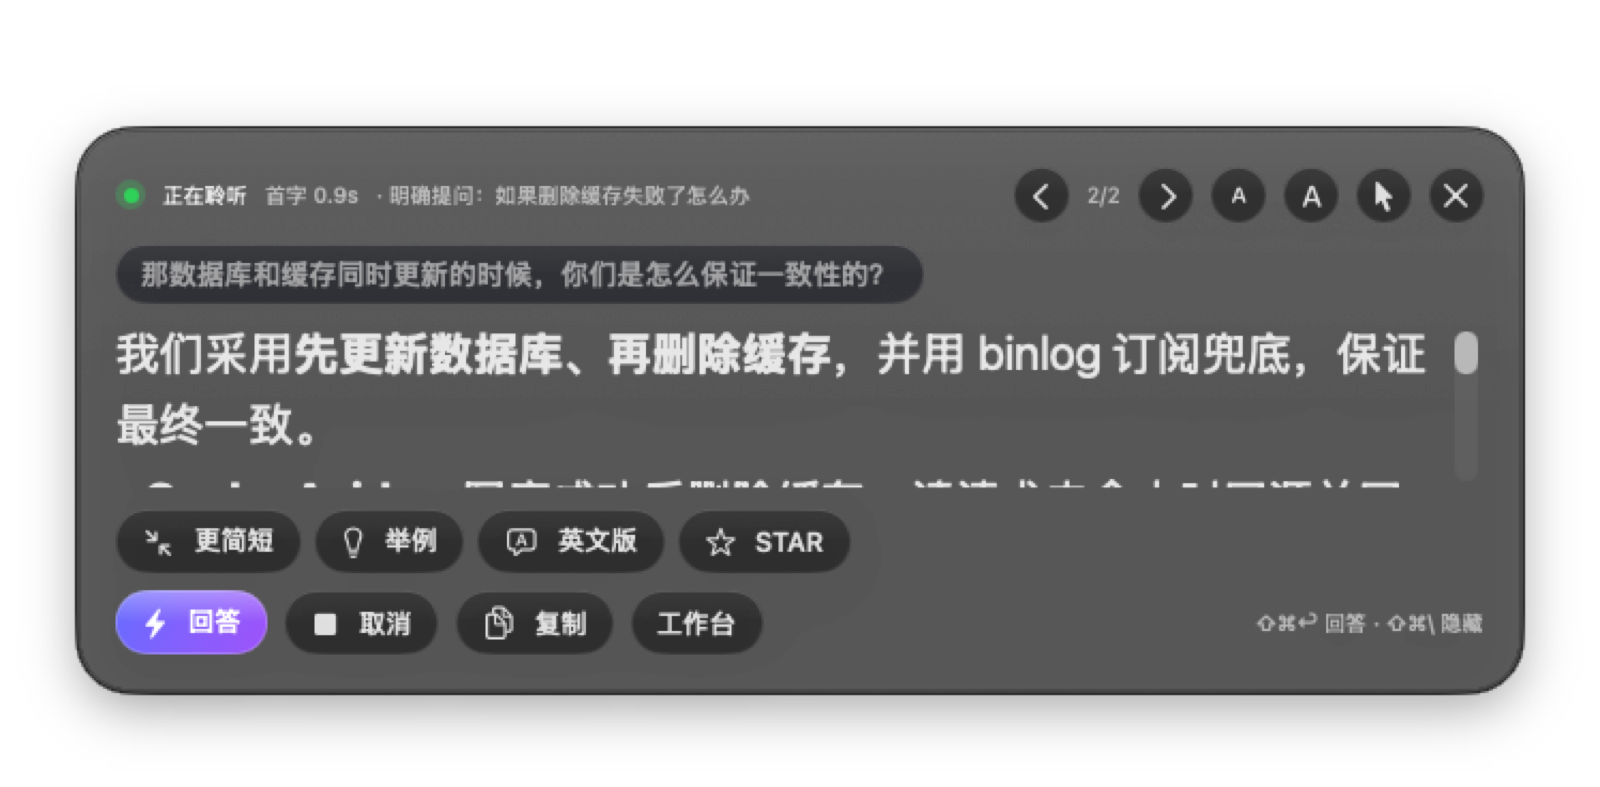 正在聆听 首字 0.9s · 明确提问：如果删除缓存失败了怎么办 2/2 A A
那数据库和缓存同时更新的时候，你们是怎么保证一致性的？
我们采用先更新数据库、再删除缓存，并用 binlog 订阅兜底，保证
最终一致。
更简短 A 举例 英文版 STAR
回答 取消 复制 工作台 ⇧⌘↩ 回答 · ⇧⌘\ 隐藏